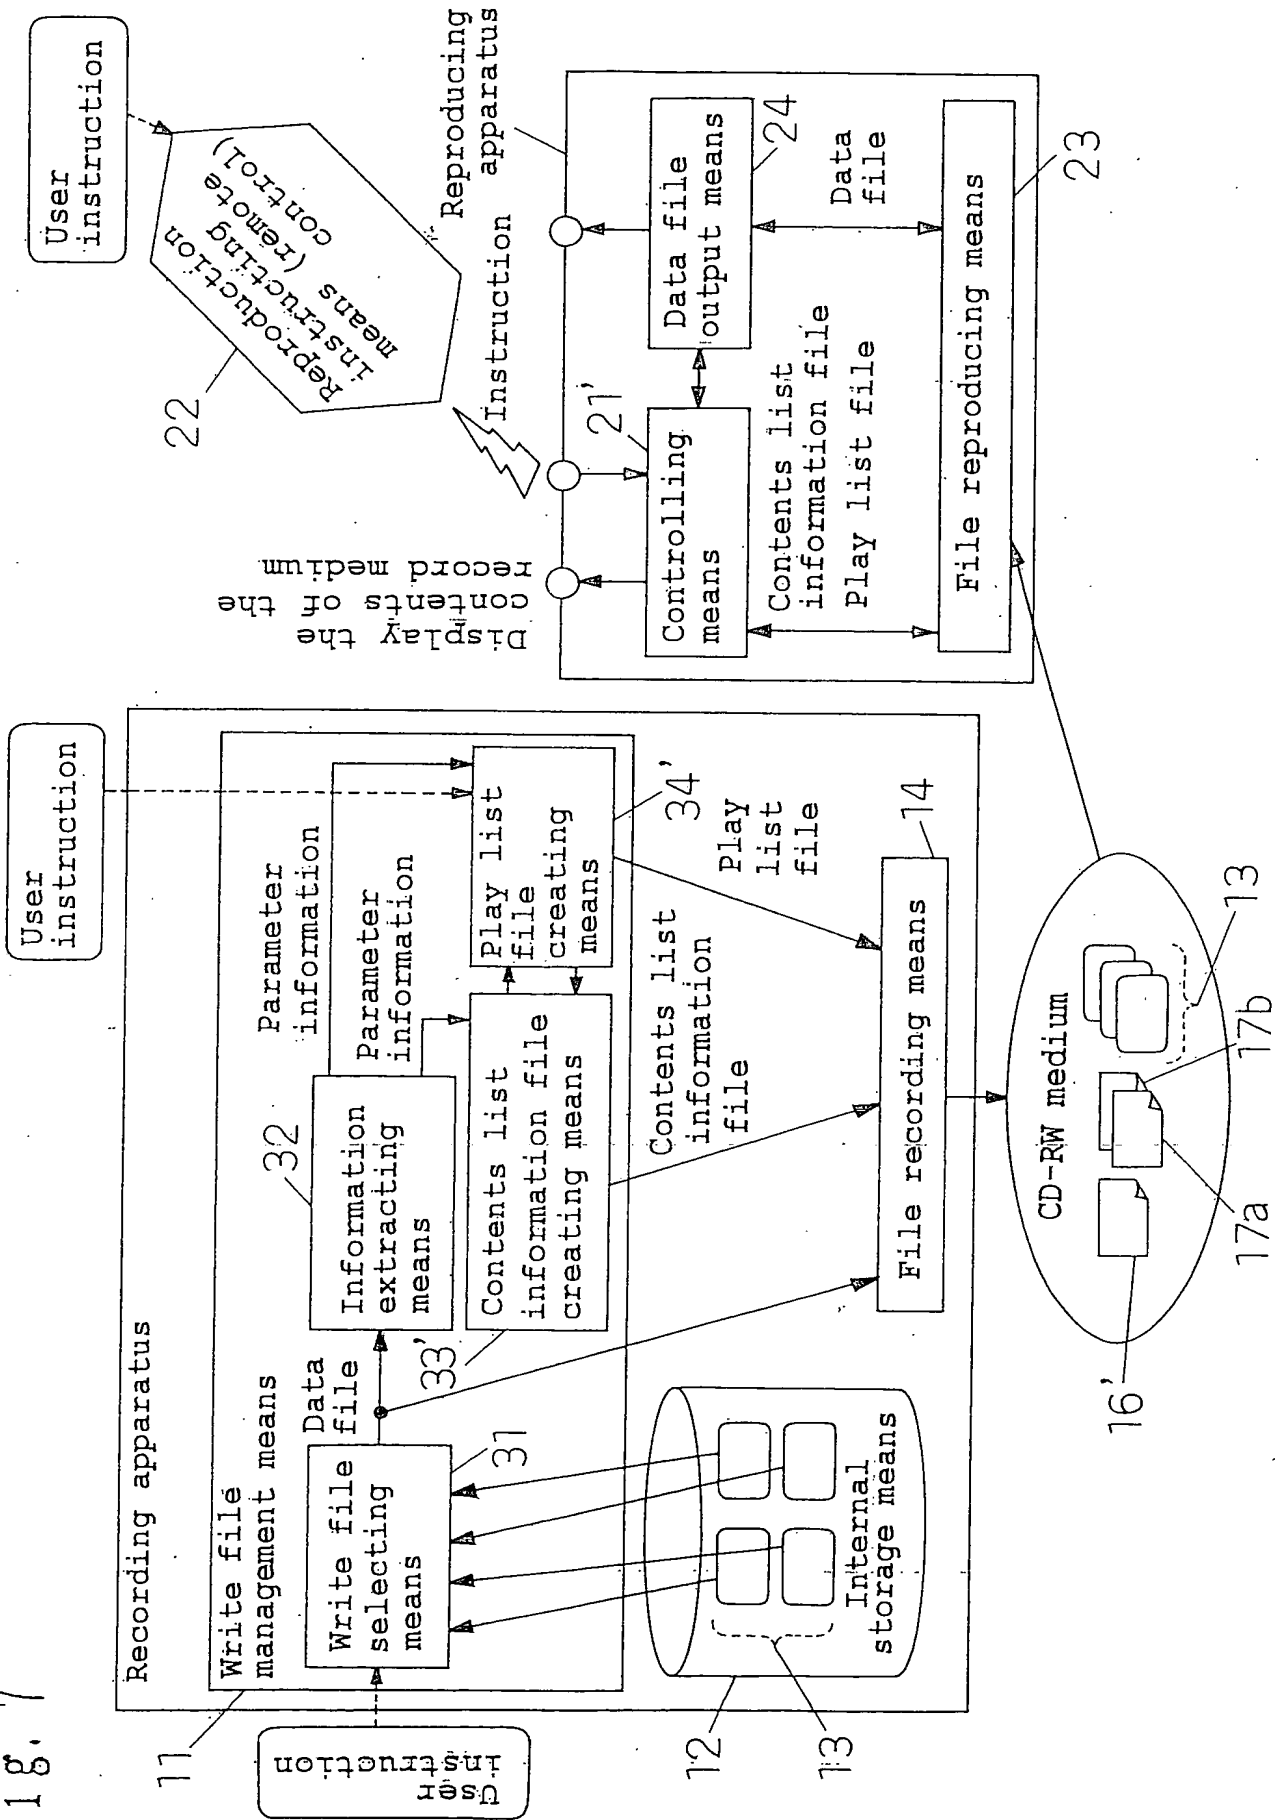 ig. 7
Recording apparatus
11
Write file
management means
User
instruction
Write file
selecting
means
31
Data
file
Information
extracting
means
32
Parameter
information
Parameter
information
User
instruction
33'
Contents list
information file
creating means
Play list
file
creating
means
34'
12
13
Internal
storage means
Contents list
information
file
Play
list
file
14
File recording means
CD-RW medium
16'
17a
17b
13
User
instruction
22
Reproduction
instructing
means (remote
control)
Instruction
Reproducing
apparatus
Display the
contents of the
record medium
21'
Controlling
means
Data file
output means
24
Contents list
information file
Play list file
Data
file
File reproducing means
23